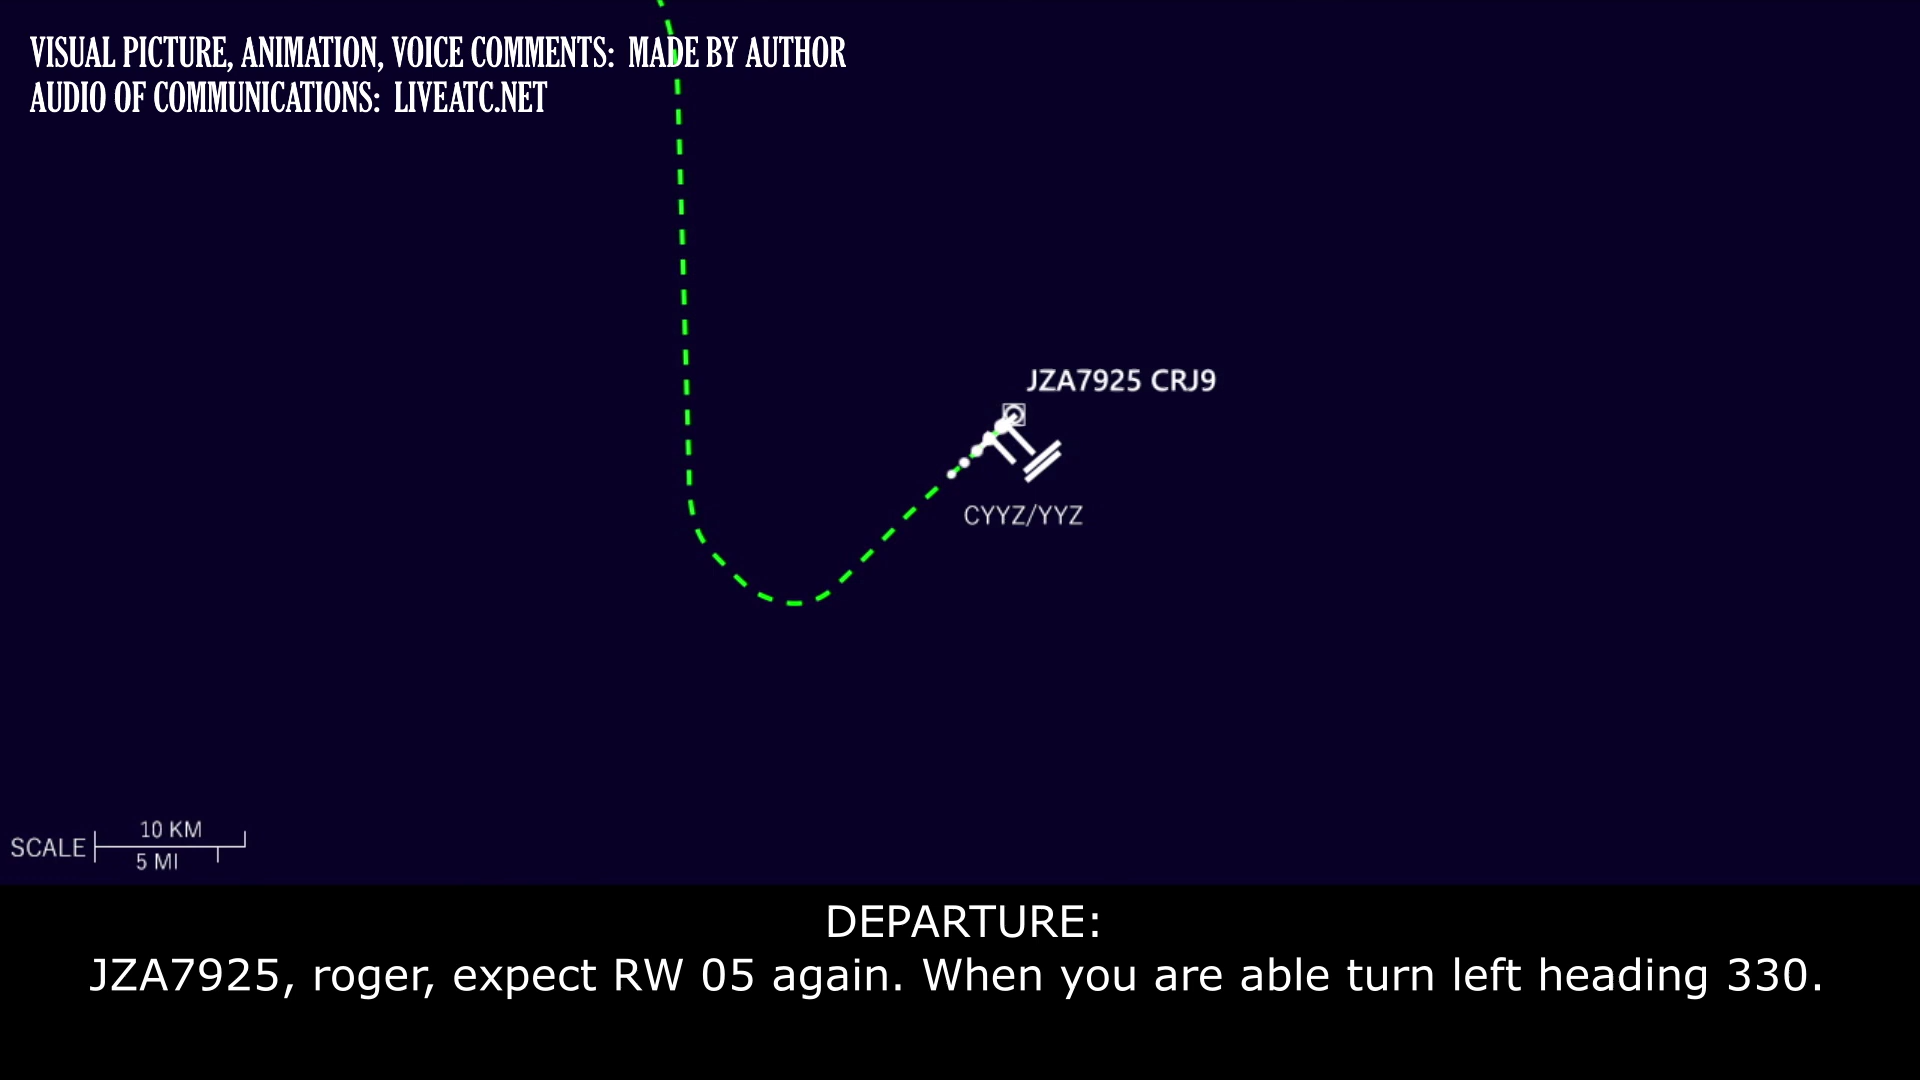 VISUAL PICTURE, ANIMATION, VOICE COMMENTS: MADE BY AUTHOR
AUDIO OF COMMUNICATIONS: LIVEATC.NET
JZA7925 CRJ9
CYYZ/YYZ
10 KM
SCALE
5 MI
DEPARTURE:
JZA7925, roger, expect RW 05 again. When you are able turn left heading 330.